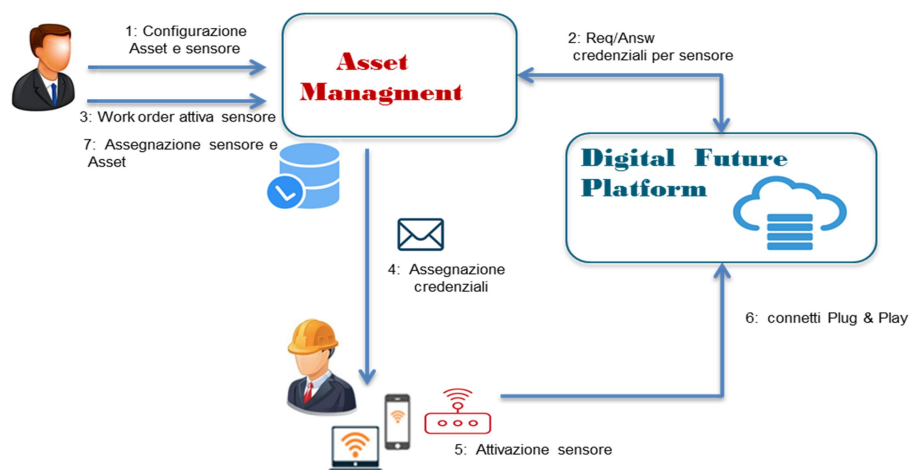 1: Configurazione
Asset e sensore
2: Req/Answ
credenziali per sensore
Asset
Managment
3: Work order attiva sensore
7: Assegnazione sensore e
Asset
Digital Future
Platform
4: Assegnazione
credenziali
6: connetti Plug & Play
5: Attivazione sensore